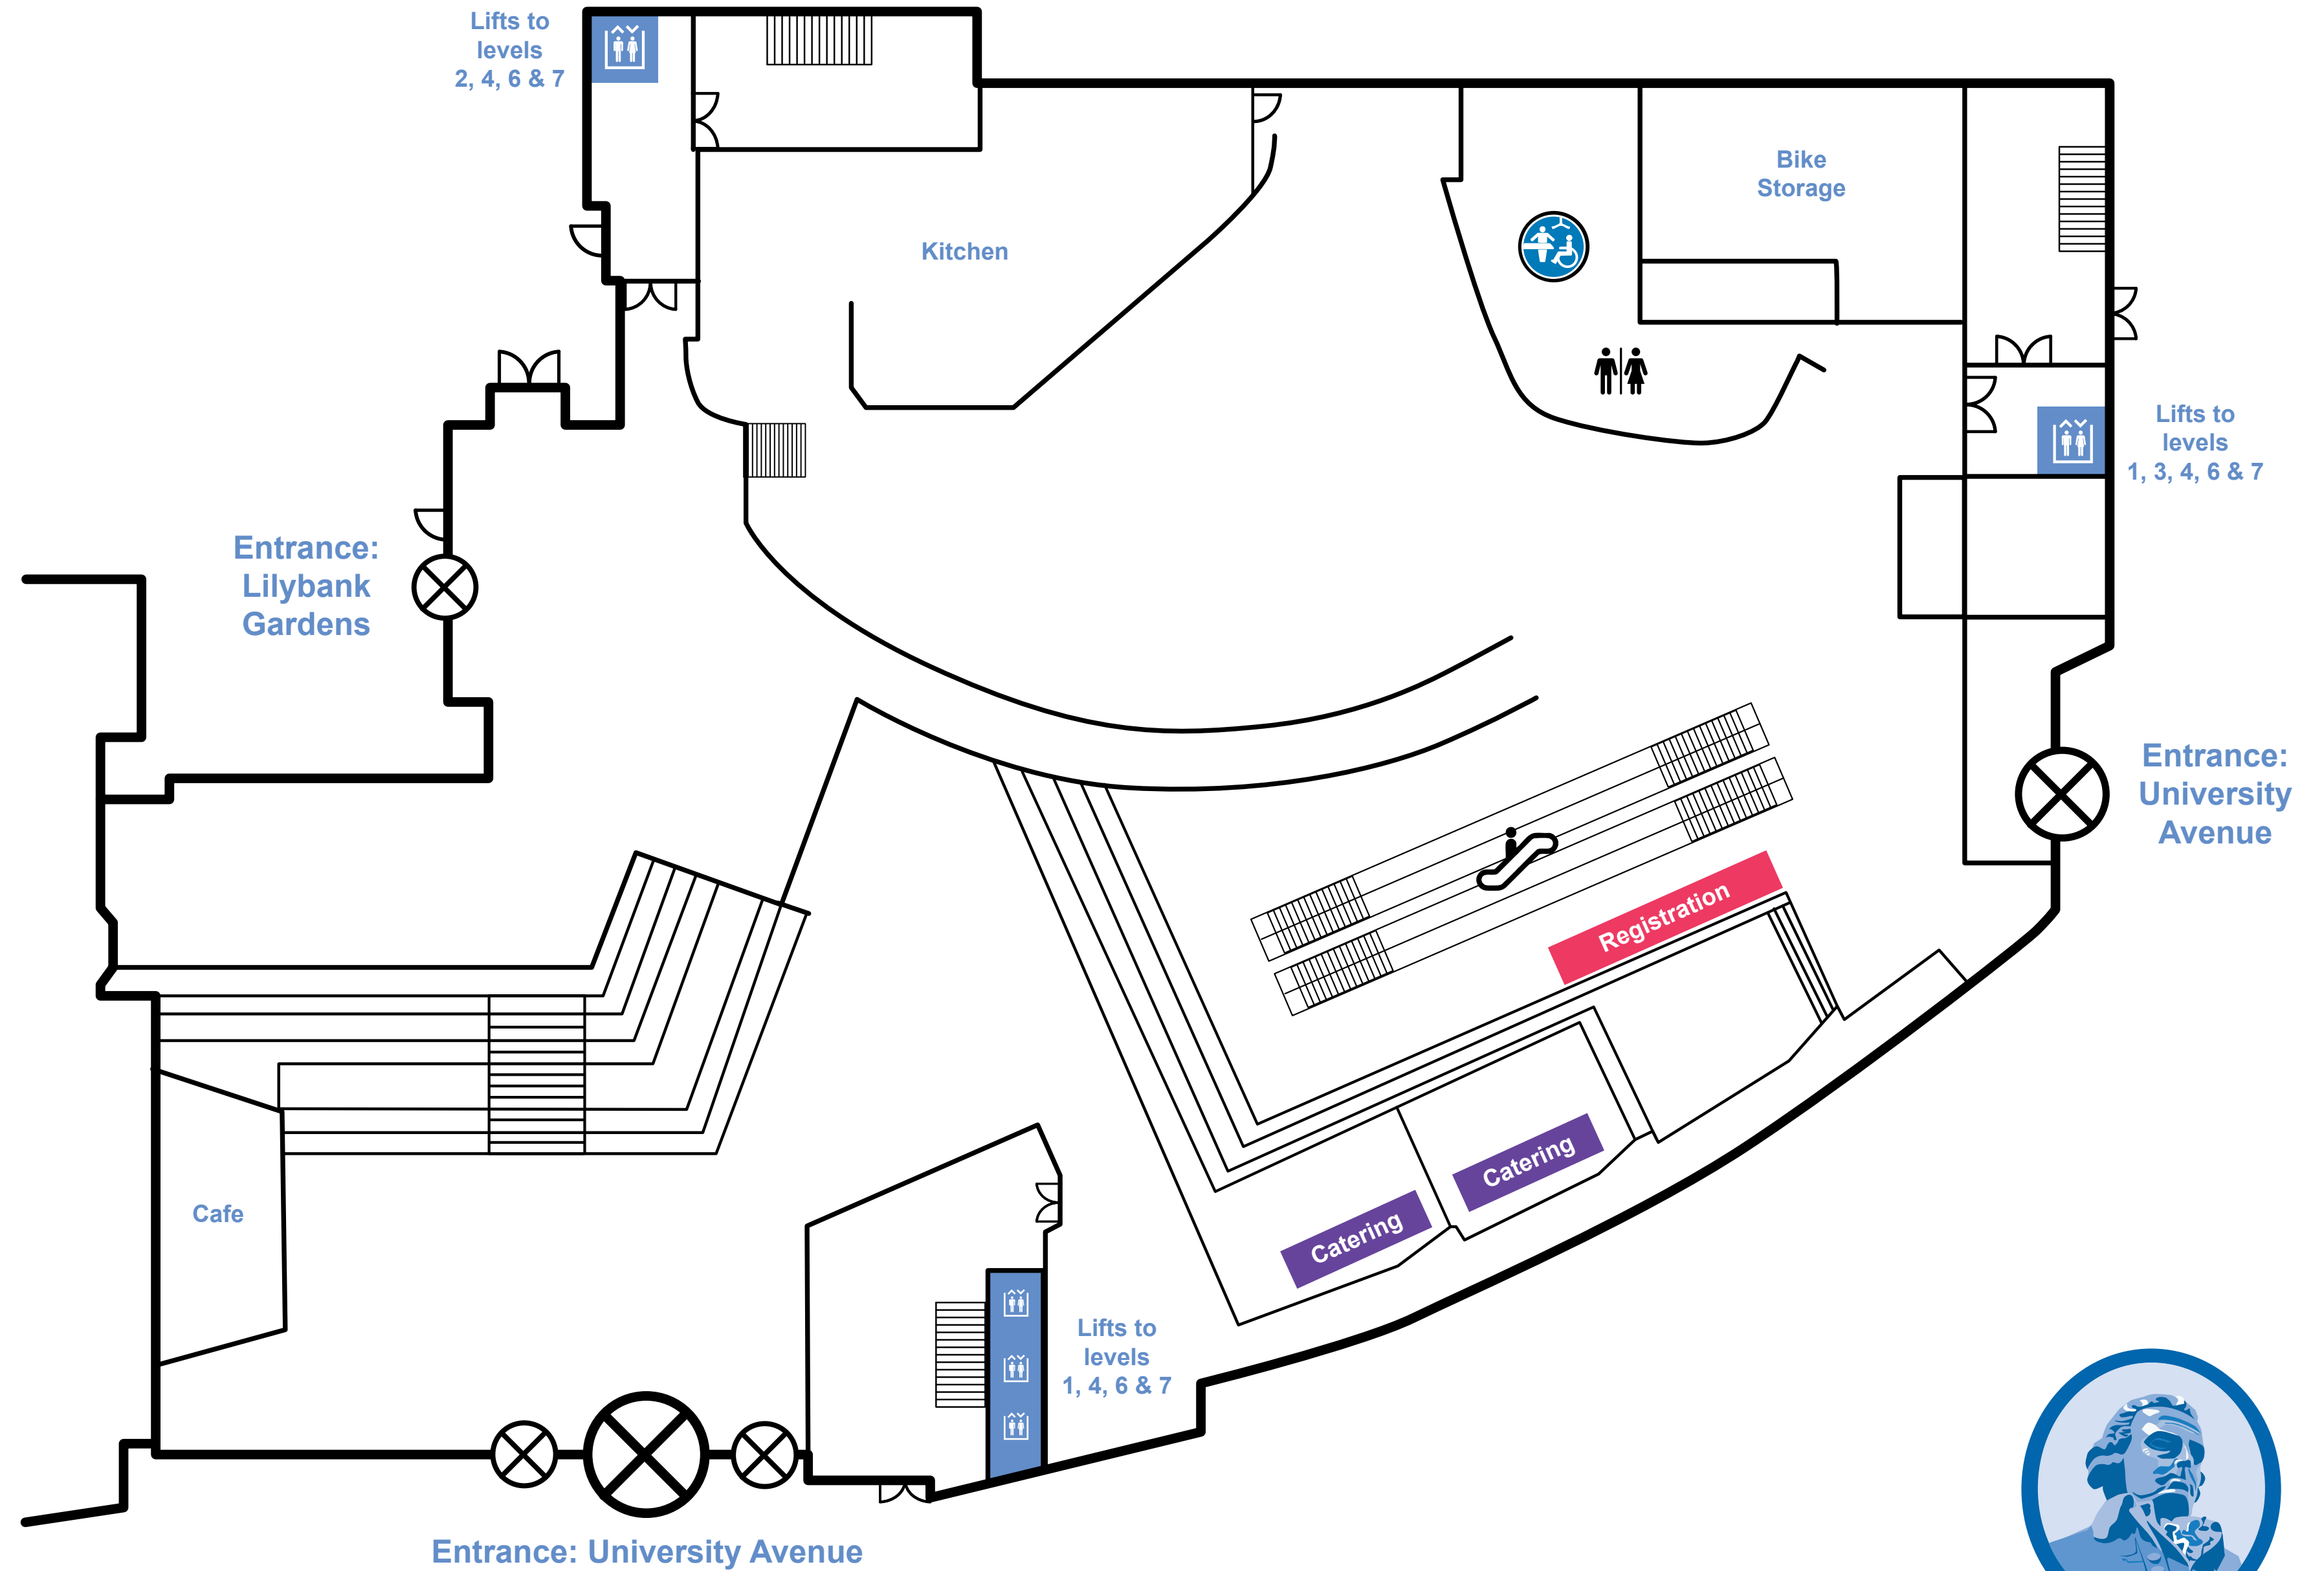 Lifts to
levels
2, 4, 6 & 7
Bike
Storage
Kitchen
Lifts to
levels
1, 3, 4, 6 & 7
Entrance:
Lilybank
Gardens
Entrance:
University
Avenue
Registration
Catering
Catering
Cafe
Lifts to
levels
1, 4, 6 & 7
Entrance: University Avenue